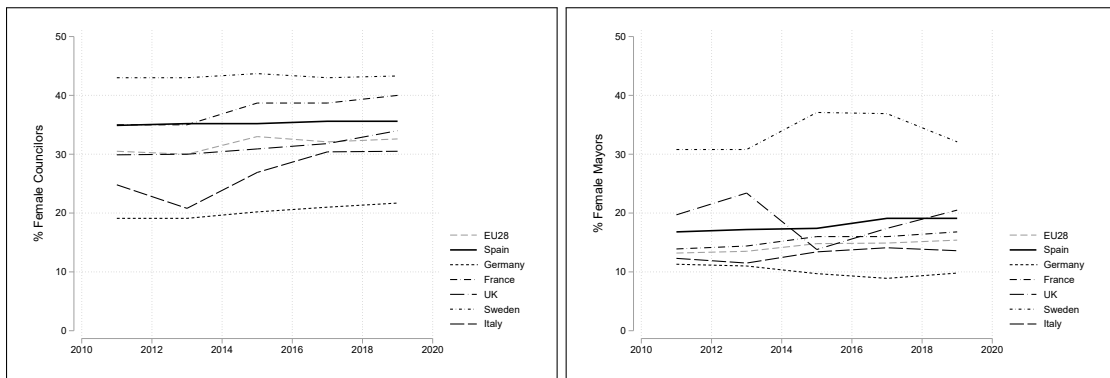 % Female Councilors
50
40
30
20
10
0
2010 2012 2014 2016 2018 2020
EU28
Spain
Germany
France
UK
Sweden
Italy
% Female Mayors
50
40
30
20
10
0
2010 2012 2014 2016 2018 2020
EU28
Spain
Germany
France
UK
Sweden
Italy